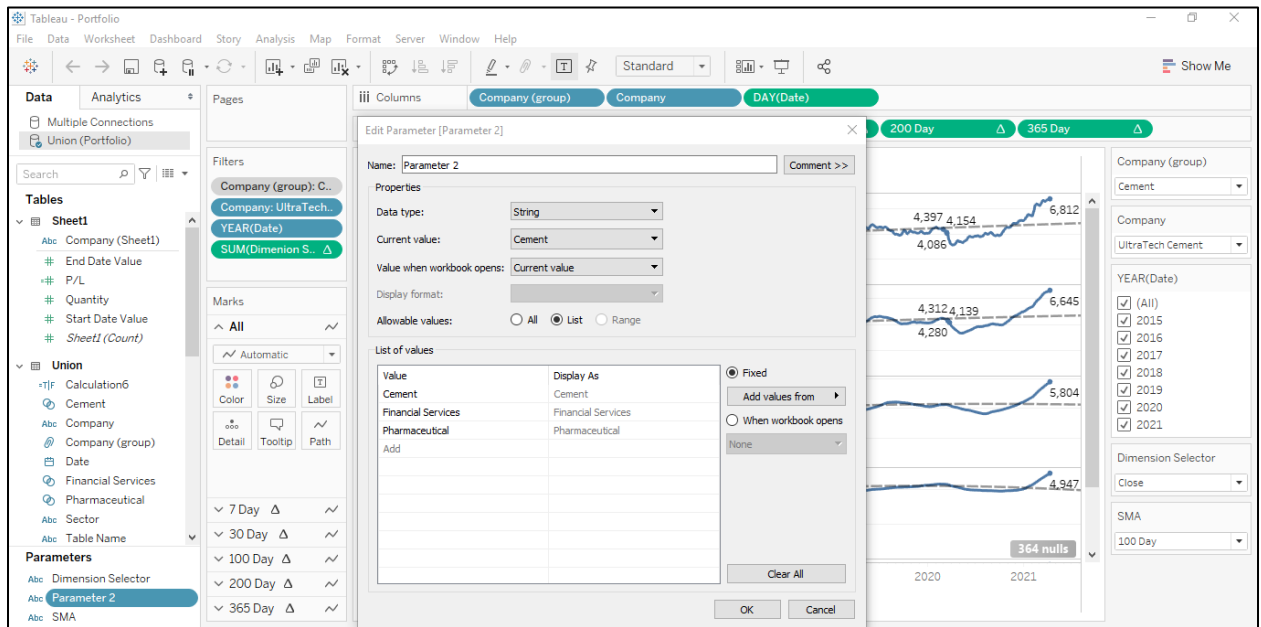 Tableau - Portfolio
File Data Worksheet Dashboard Story Analysis Map Format Server Window Help
Standard
Show Me
Data Analytics
Multiple Connections
Union (Portfolio)
Search
Tables
Sheet1
Abc Company (Sheet1)
# End Date Value
=# P/L
# Quantity
# Start Date Value
# Sheet1 (Count)
Union
=T|F Calculation6
Cement
Abc Company
Company (group)
Date
Financial Services
Pharmaceutical
Abc Sector
Abc Table Name
Parameters
Abc Dimension Selector
Abc Parameter 2
Abc SMA
Pages
Filters
Company (group): C..
Company: UltraTech..
YEAR(Date)
SUM(Dimenion S.. Δ
Marks
All
Automatic
Color Size Label
Detail Tooltip Path
7 Day Δ
30 Day Δ
100 Day Δ
200 Day Δ
365 Day Δ
iii Columns Company (group) Company DAY(Date)
200 Day Δ 365 Day Δ
Edit Parameter [Parameter 2]
Name: Parameter 2 Comment >>
Properties
Data type: String
Current value: Cement
Value when workbook opens: Current value
Display format:
Allowable values: All List Range
List of values
Value Display As
Cement Cement
Financial Services Financial Services
Pharmaceutical Pharmaceutical
Add
Fixed
Add values from
When workbook opens
None
Clear All
OK Cancel
6,812
4,397 4,154
4,086
6,645
4,312 4,139
4,280
5,804
4,947
364 nulls
2020 2021
Company (group)
Cement
Company
UltraTech Cement
YEAR(Date)
(All)
2015
2016
2017
2018
2019
2020
2021
Dimension Selector
Close
SMA
100 Day